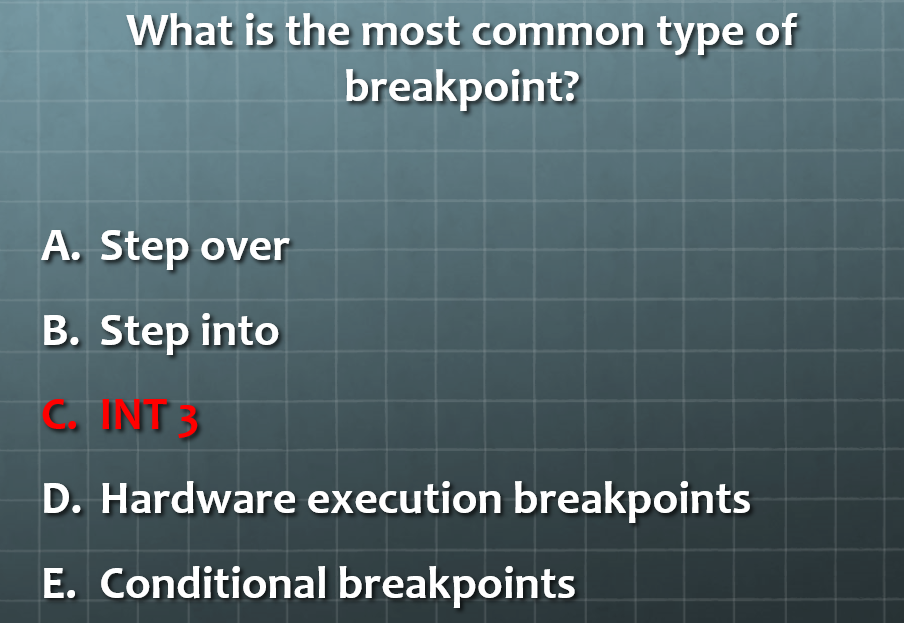 What is the most common type of
breakpoint?
A. Step over
B. Step into
C. INT 3
D. Hardware execution breakpoints
E. Conditional breakpoints